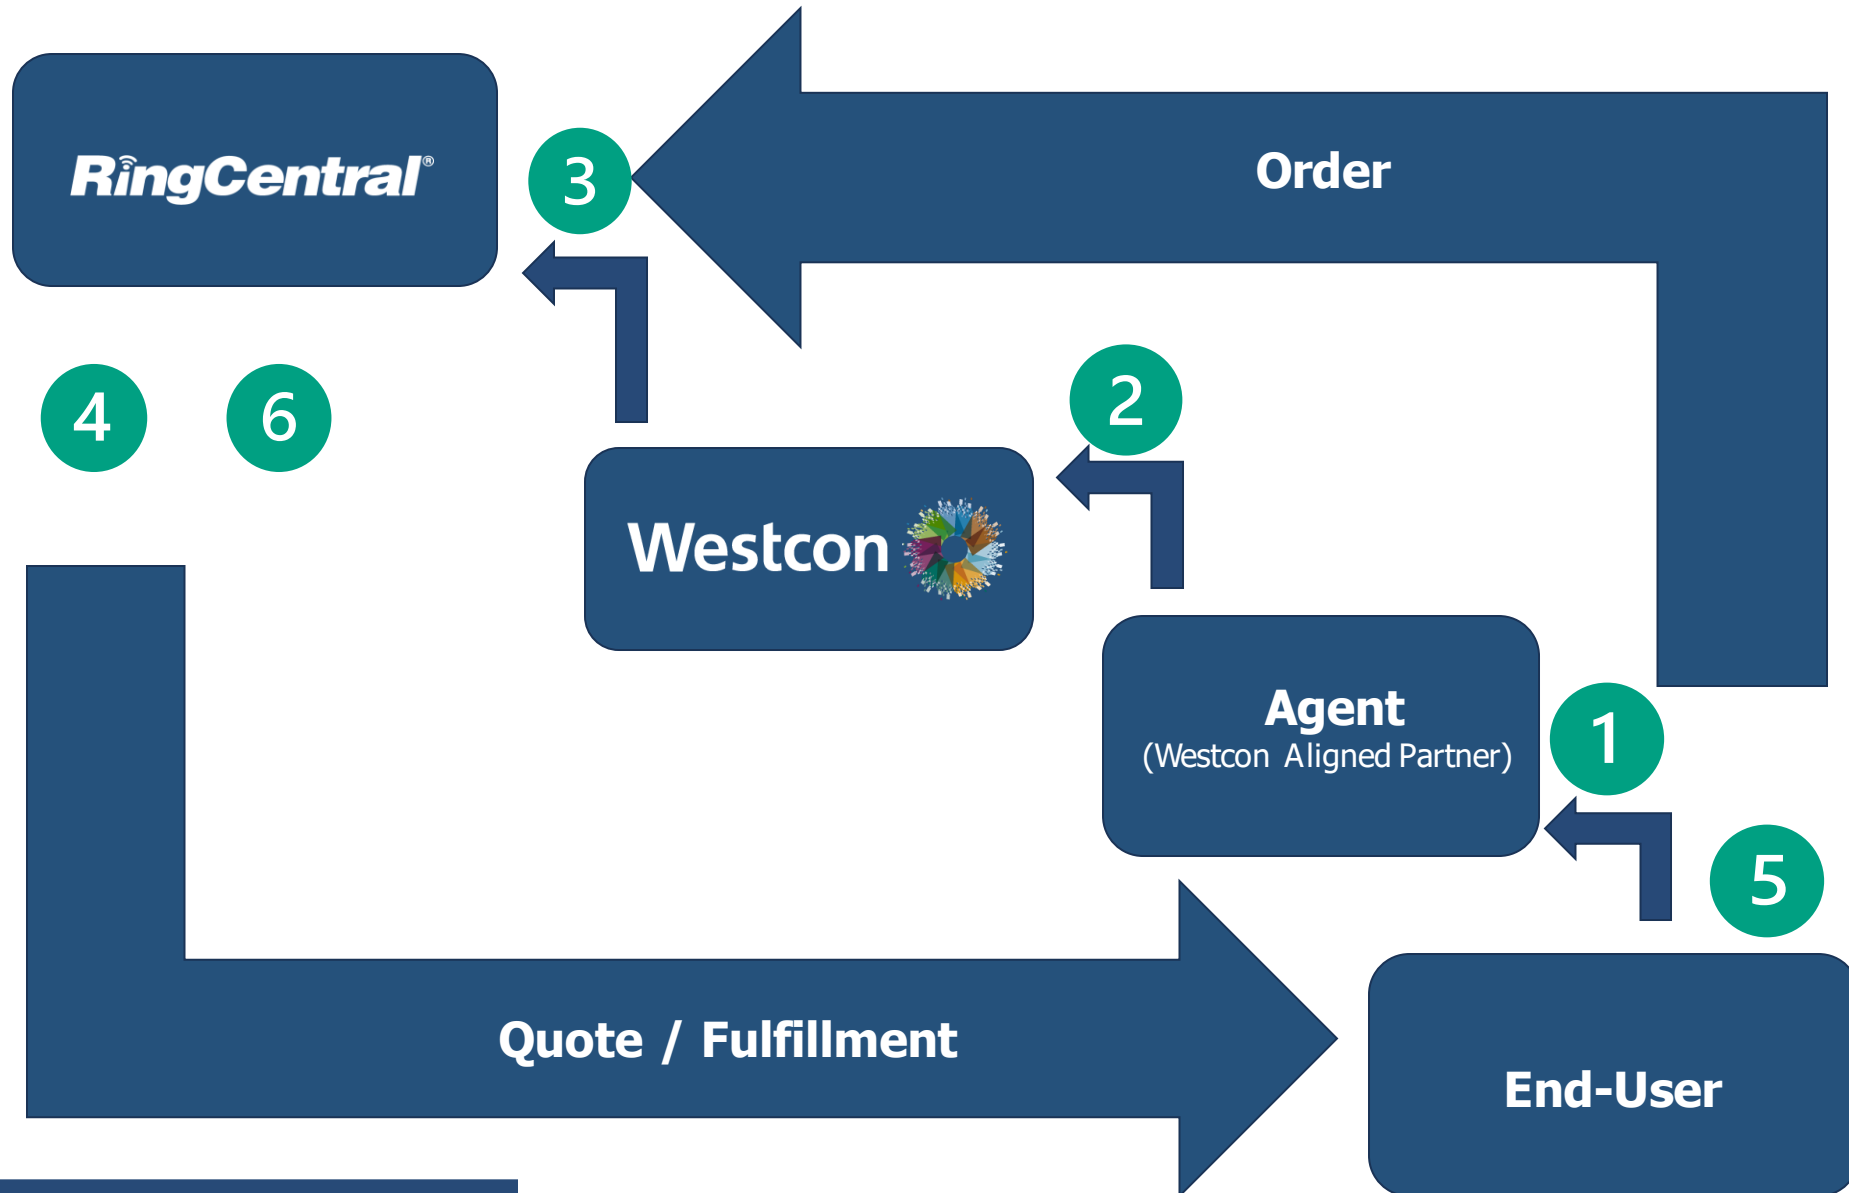 RingCentral®
3
Order
4
6
2
Westcon
Agent
(Westcon Aligned Partner)
1
5
Quote / Fulfillment
End-User